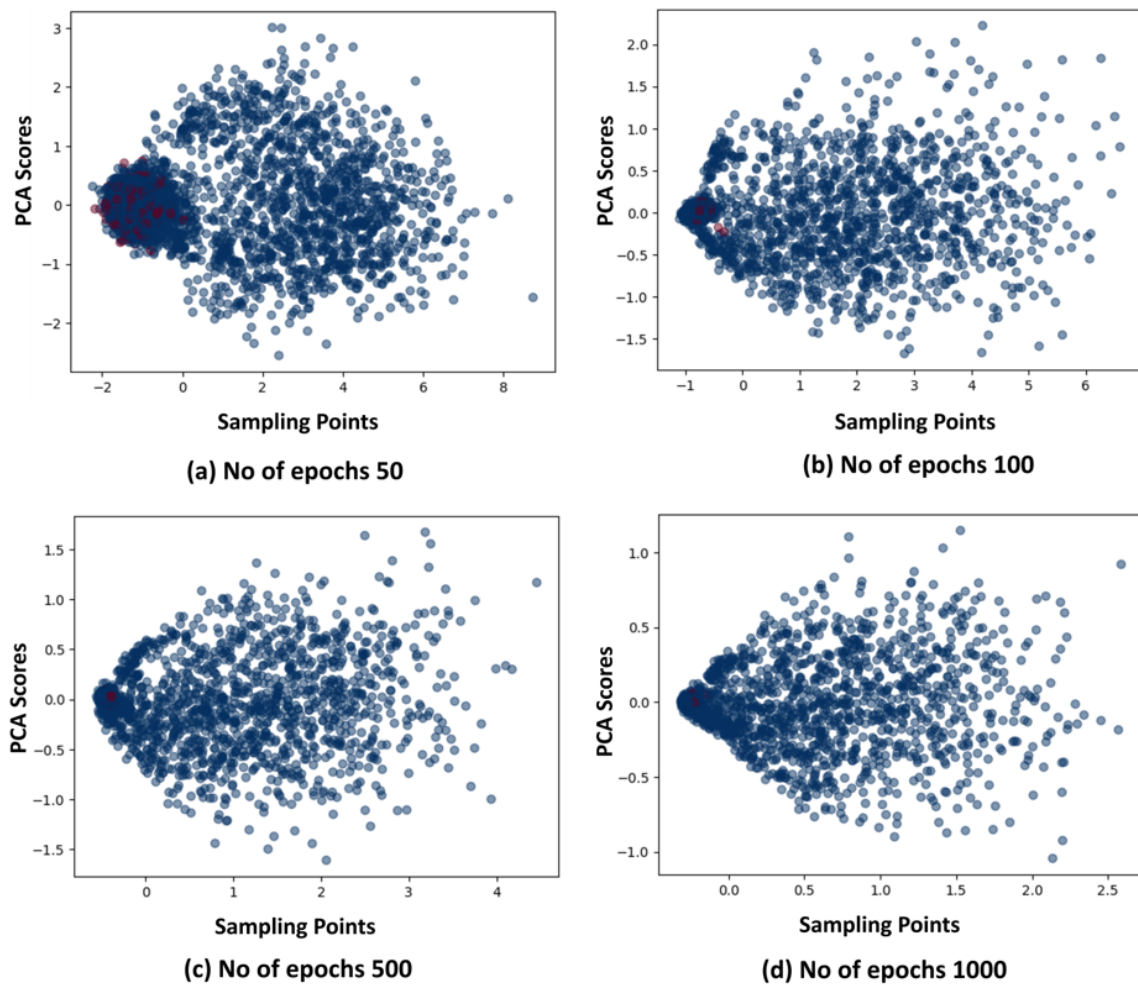 3
2
1
0
−1
−2
PCA Scores
−2 0 2 4 6 8
Sampling Points
(a) No of epochs 50
2.0
1.5
1.0
0.5
0.0
−0.5
−1.0
−1.5
PCA Scores
−1 0 1 2 3 4 5 6
Sampling Points
(b) No of epochs 100
1.5
1.0
0.5
0.0
−0.5
−1.0
−1.5
PCA Scores
0 1 2 3 4
Sampling Points
(c) No of epochs 500
1.0
0.5
0.0
−0.5
−1.0
PCA Scores
0.0 0.5 1.0 1.5 2.0 2.5
Sampling Points
(d) No of epochs 1000